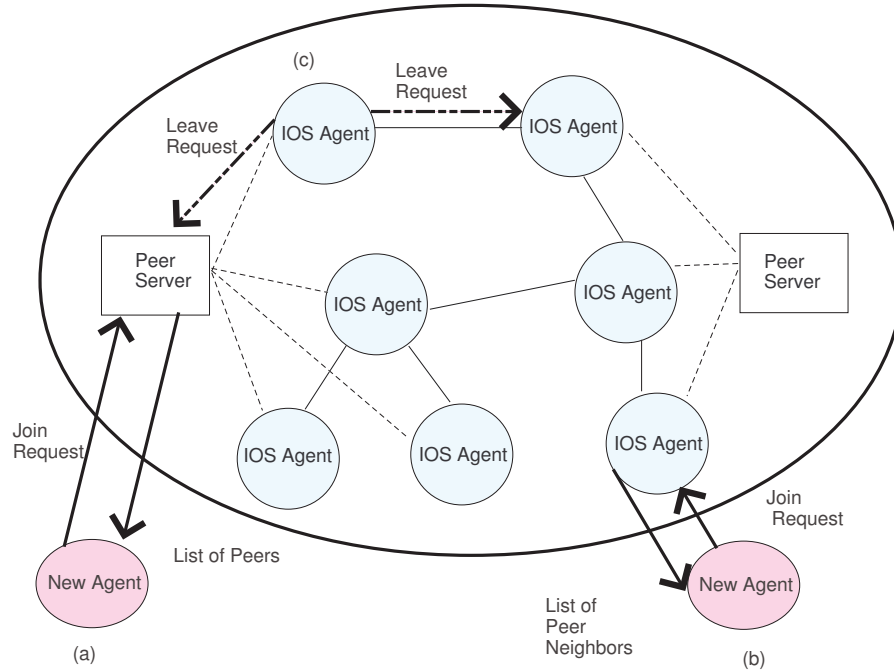 (c)
Leave
Request
IOS Agent
IOS Agent
Leave
Request
Peer
Server
Peer
Server
IOS Agent
IOS Agent
IOS Agent
IOS Agent
IOS Agent
Join
Request
Join
Request
List of Peers
New Agent
New Agent
List of
Peer
Neighbors
(a)
(b)